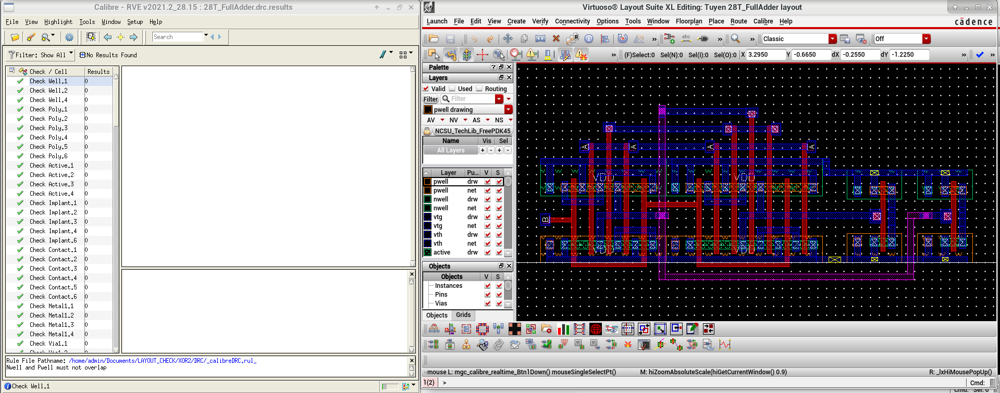 Calibre - RVE v2021.2_28.15 : 28T_FullAdder.drc.results
File View Highlight Tools Window Setup Help
Search
Filter: Show All No Results Found
Check / Cell Results
Check Well.1 0
Check Well.2 0
Check Well.4 0
Check Poly.1 0
Check Poly.2 0
Check Poly.3 0
Check Poly.4 0
Check Poly.5 0
Check Poly.6 0
Check Active.1 0
Check Active.2 0
Check Active.3 0
Check Active.4 0
Check Implant.1 0
Check Implant.2 0
Check Implant.3 0
Check Implant.4 0
Check Implant.6 0
Check Contact.1 0
Check Contact.2 0
Check Contact.3 0
Check Contact.4 0
Check Contact.5 0
Check Contact.6 0
Check Metal1.1 0
Check Metal1.2 0
Check Metal1.3 0
Check Metal1.4 0
Check Via1.1 0
Rule File Pathname: /home/admin/Documents/LAYOUT_CHECK/XOR2/DRC/_calibreDRC.rul_
Nwell and Pwell must not overlap
Check Well.1
Virtuoso® Layout Suite XL Editing: Tuyen 28T_FullAdder layout
Launch File Edit View Create Verify Connectivity Options Tools Window Floorplan Place Route Calibre Help
cādence
abc
Classic
Off
(F)Select:0 Sel(N):0 Sel(I):0 Sel(O):0 X 3.2950 Y -0.6650 dX -0.2550 dY -1.2250
Palette
Layers
Valid Used Routing
Filter Filter
pwell drawing
AV NV AS NS
NCSU_TechLib_FreePDK45
Name Vis Sel
All Layers + - + -
Layer Pu... V S
pwell drw
pwell net
nwell drw
nwell net
vtg drw
vtg net
vth drw
vth net
active drw
Objects
Objects V S
Instances
Pins
Vias
Objects Grids
A A A A
VDD VDD
B
VDD VDD
mouse L: mgc_calibre_realtime_Btn1Down() mouseSingleSelectPt() M: hiZoomAbsoluteScale(hiGetCurrentWindow() 0.9) R: _lxHiMousePopUp()
1(2) > Cmd:
Cmd: Sel: 0